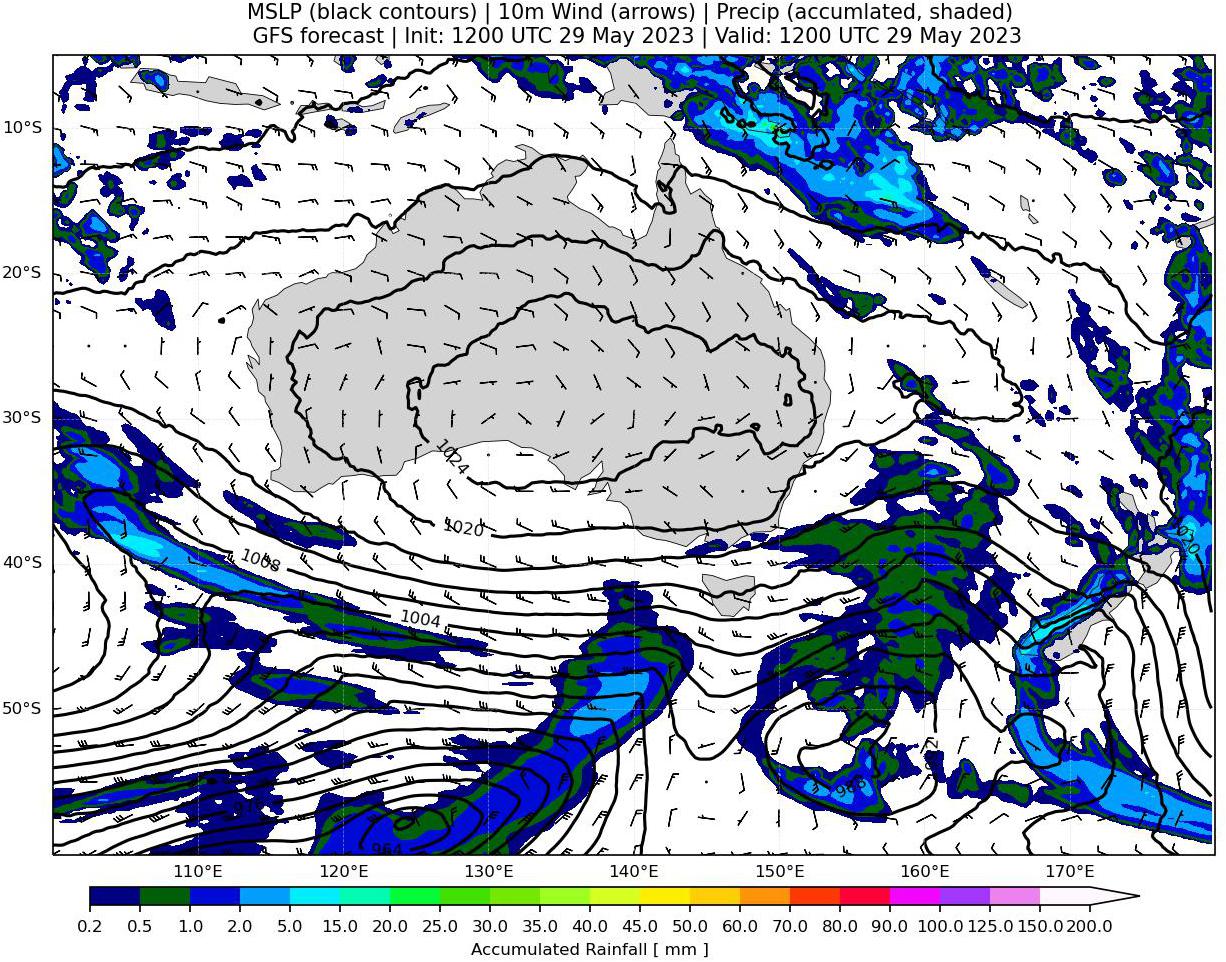 MSLP (black contours) | 10m Wind (arrows) | Precip (accumlated, shaded)
GFS forecast | Init: 1200 UTC 29 May 2023 | Valid: 1200 UTC 29 May 2023
10°S
20°S
30°S
1024
1020
1020
40°S
1008
1004
50°S
988
964
110°E 120°E 130°E 140°E 150°E 160°E 170°E
0.2 0.5 1.0 2.0 5.0 15.0 20.0 25.0 30.0 35.0 40.0 45.0 50.0 60.0 70.0 80.0 90.0 100.0 125.0 150.0 200.0
Accumulated Rainfall [ mm ]